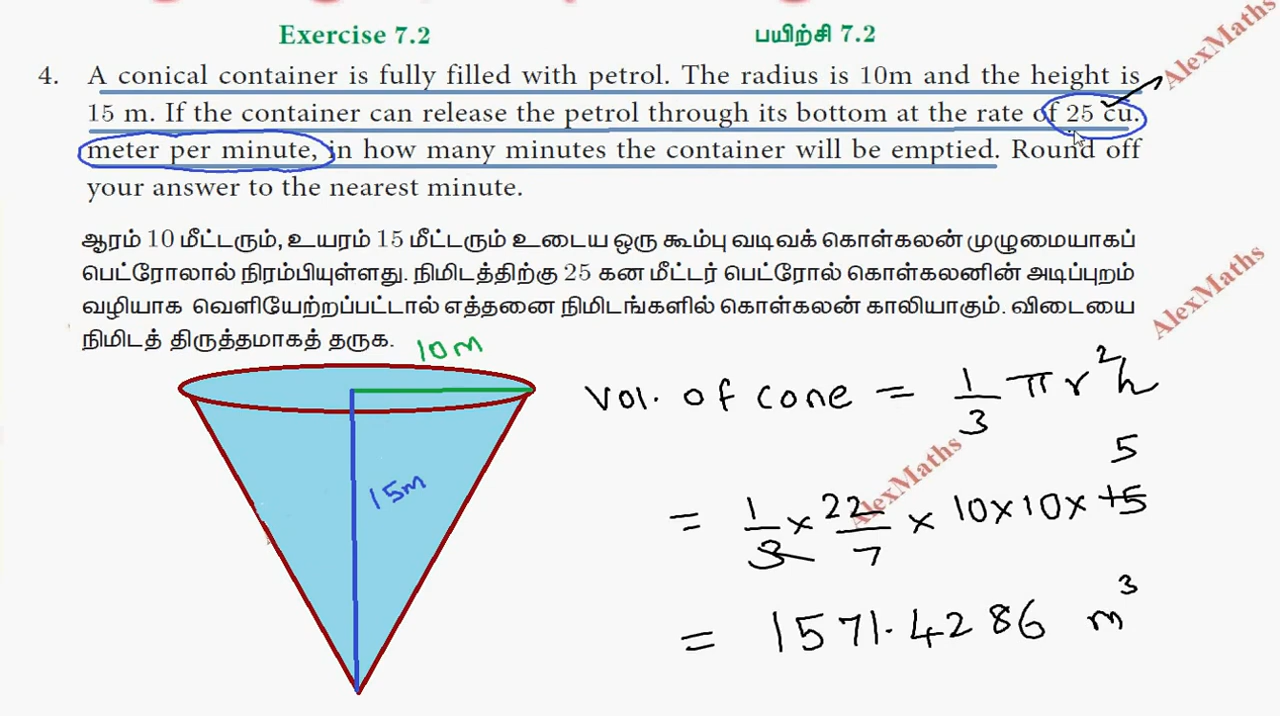 Exercise 7.2 பயிற்சி 7.2
4. A conical container is fully filled with petrol. The radius is 10m and the height is
15 m. If the container can release the petrol through its bottom at the rate of 25 cu.
meter per minute, in how many minutes the container will be emptied. Round off
your answer to the nearest minute.
ஆரம் 10 மீட்டரும், உயரம் 15 மீட்டரும் உடைய ஒரு கூம்பு வடிவக் கொள்கலன் முழுமையாகப்
பெட்ரோலால் நிரம்பியுள்ளது. நிமிடத்திற்கு 25 கன மீட்டர் பெட்ரோல் கொள்கலனின் அடிப்புறம்
வழியாக வெளியேற்றப்பட்டால் எத்தனை நிமிடங்களில் கொள்கலன் காலியாகும். விடையை
நிமிடத் திருத்தமாகத் தருக.
10m
15m
Vol. of cone = 1/3 π r²h
5
= 1/3 × 22/7 × 10×10×15
= 1571.4286 m³
AlexMaths
AlexMaths
AlexMaths